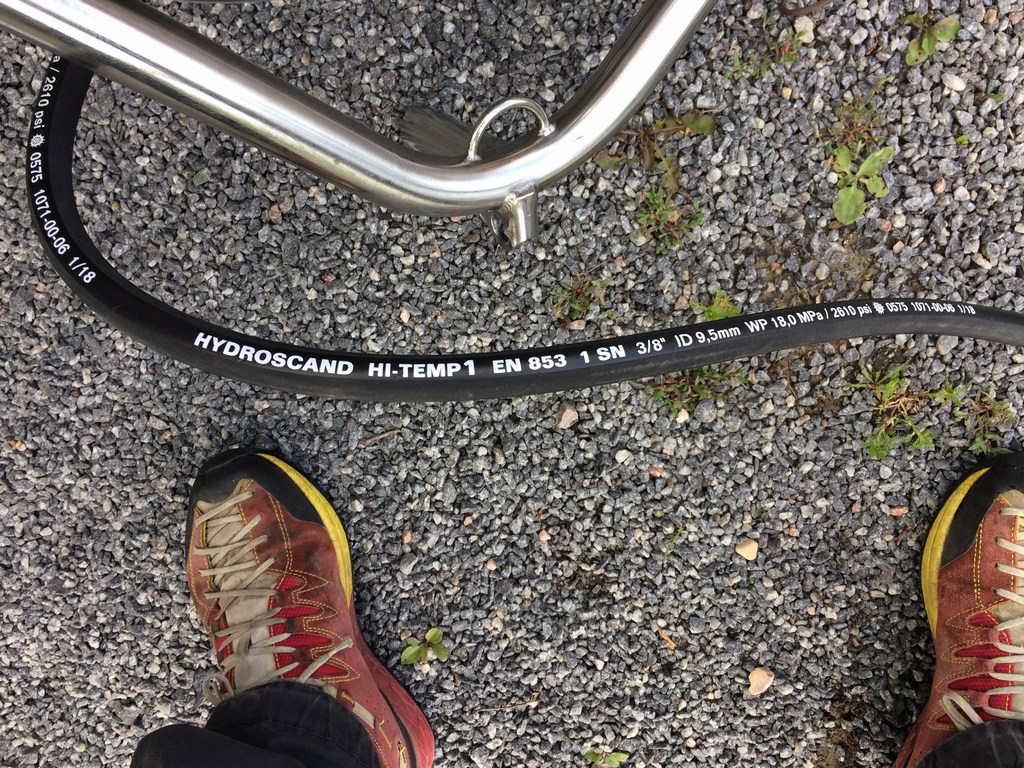 a / 2610 psi 0575 1071-00-06 1/18
HYDROSCAND HI-TEMP1 EN 853 1 SN 3/8" ID 9,5mm WP 18,0 MPa / 2610 psi 0575 1071-00-06 1/18